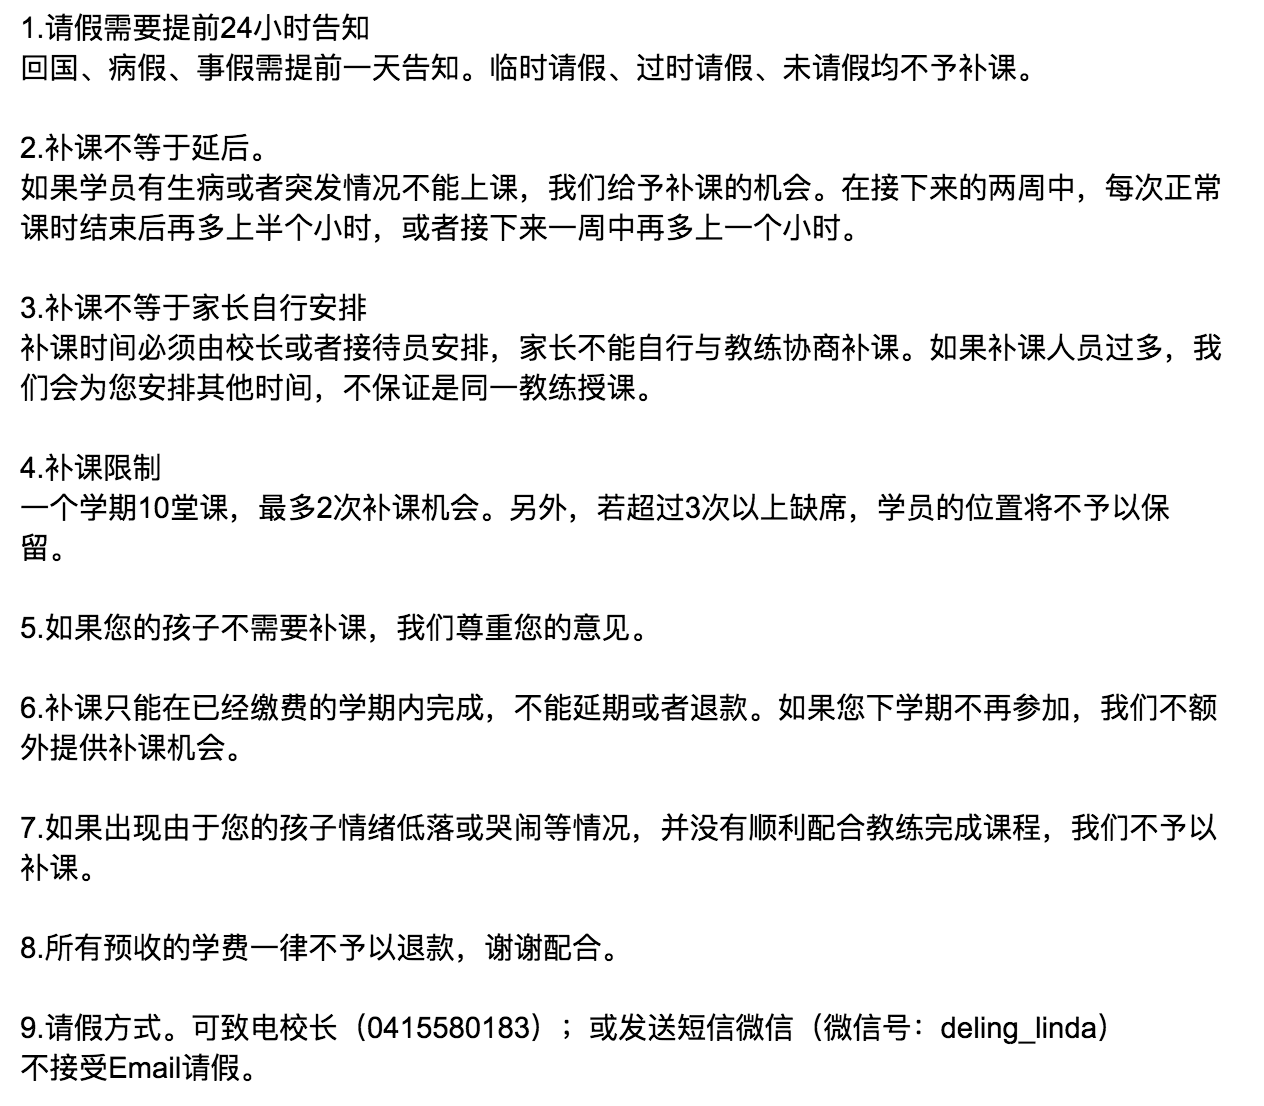 1.请假需要提前24小时告知
回国、病假、事假需提前一天告知。临时请假、过时请假、未请假均不予补课。
2.补课不等于延后。
如果学员有生病或者突发情况不能上课，我们给予补课的机会。在接下来的两周中，每次正常
课时结束后再多上半个小时，或者接下来一周中再多上一个小时。
3.补课不等于家长自行安排
补课时间必须由校长或者接待员安排，家长不能自行与教练协商补课。如果补课人员过多，我
们会为您安排其他时间，不保证是同一教练授课。
4.补课限制
一个学期10堂课，最多2次补课机会。另外，若超过3次以上缺席，学员的位置将不予以保
留。
5.如果您的孩子不需要补课，我们尊重您的意见。
6.补课只能在已经缴费的学期内完成，不能延期或者退款。如果您下学期不再参加，我们不额
外提供补课机会。
7.如果出现由于您的孩子情绪低落或哭闹等情况，并没有顺利配合教练完成课程，我们不予以
补课。
8.所有预收的学费一律不予以退款，谢谢配合。
9.请假方式。可致电校长（0415580183）；或发送短信微信（微信号：deling_linda）
不接受Email请假。